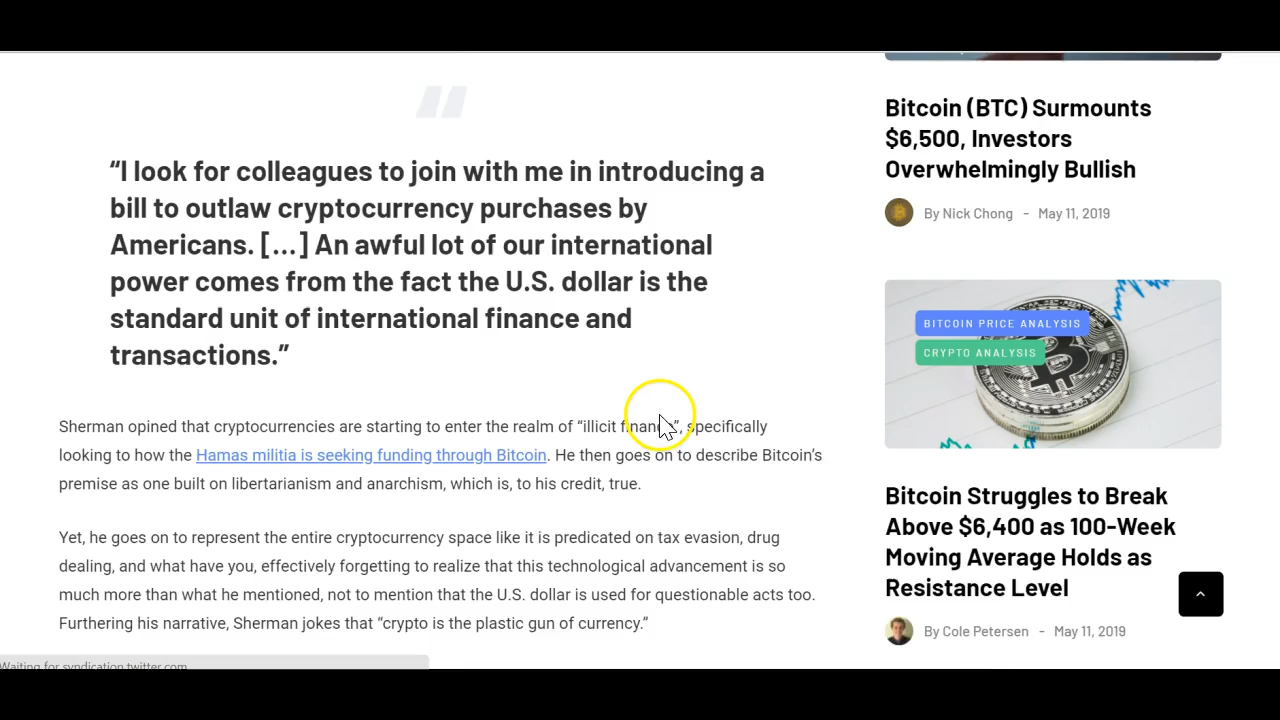 “I look for colleagues to join with me in introducing a
bill to outlaw cryptocurrency purchases by
Americans. […] An awful lot of our international
power comes from the fact the U.S. dollar is the
standard unit of international finance and
transactions.”
Sherman opined that cryptocurrencies are starting to enter the realm of “illicit finance”, specifically
looking to how the Hamas militia is seeking funding through Bitcoin. He then goes on to describe Bitcoin’s
premise as one built on libertarianism and anarchism, which is, to his credit, true.
Yet, he goes on to represent the entire cryptocurrency space like it is predicated on tax evasion, drug
dealing, and what have you, effectively forgetting to realize that this technological advancement is so
much more than what he mentioned, not to mention that the U.S. dollar is used for questionable acts too.
Furthering his narrative, Sherman jokes that “crypto is the plastic gun of currency.”
Waiting for syndication.twitter.com
Bitcoin (BTC) Surmounts
$6,500, Investors
Overwhelmingly Bullish
By Nick Chong - May 11, 2019
BITCOIN PRICE ANALYSIS
CRYPTO ANALYSIS
Bitcoin Struggles to Break
Above $6,400 as 100-Week
Moving Average Holds as
Resistance Level
By Cole Petersen - May 11, 2019